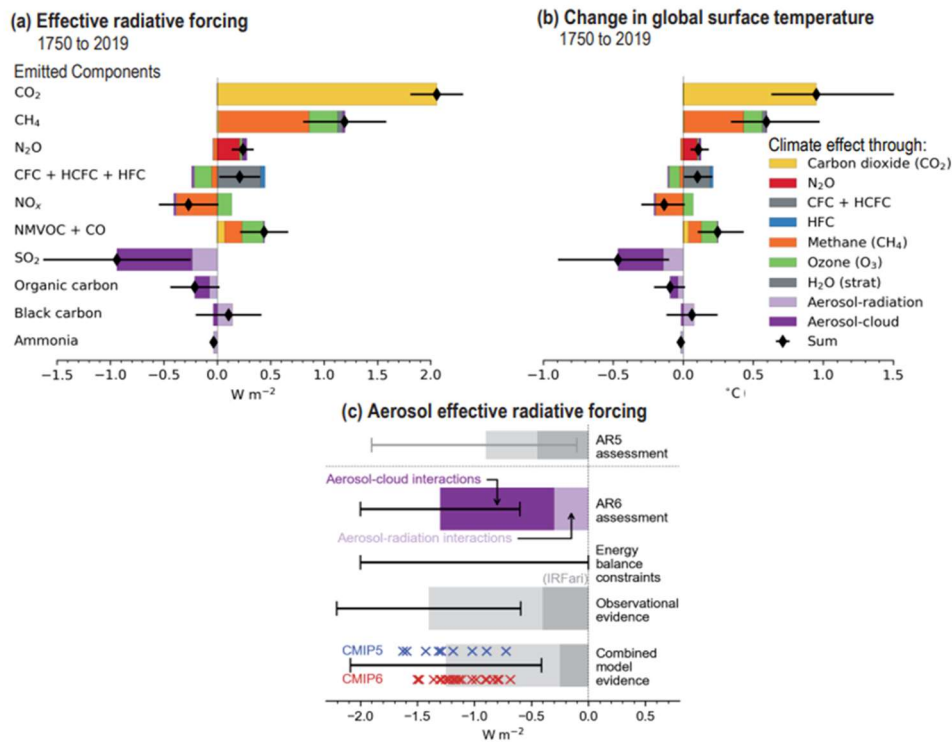 (a) Effective radiative forcing
1750 to 2019
Emitted Components
CO₂
CH₄
N₂O
CFC + HCFC + HFC
NOₓ
NMVOC + CO
SO₂
Organic carbon
Black carbon
Ammonia
−1.5 −1.0 −0.5 0.0 0.5 1.0 1.5 2.0
W m⁻²
(b) Change in global surface temperature
1750 to 2019
Climate effect through:
Carbon dioxide (CO₂)
N₂O
CFC + HCFC
HFC
Methane (CH₄)
Ozone (O₃)
H₂O (strat)
Aerosol-radiation
Aerosol-cloud
Sum
−1.0 −0.5 0.0 0.5 1.0 1.5
°C
(c) Aerosol effective radiative forcing
AR5
assessment
Aerosol-cloud interactions
AR6
assessment
Aerosol-radiation interactions
Energy
balance
constraints
(IRFari)
Observational
evidence
CMIP5
Combined
model
evidence
CMIP6
−2.0 −1.5 −1.0 −0.5 0.0 0.5
W m⁻²